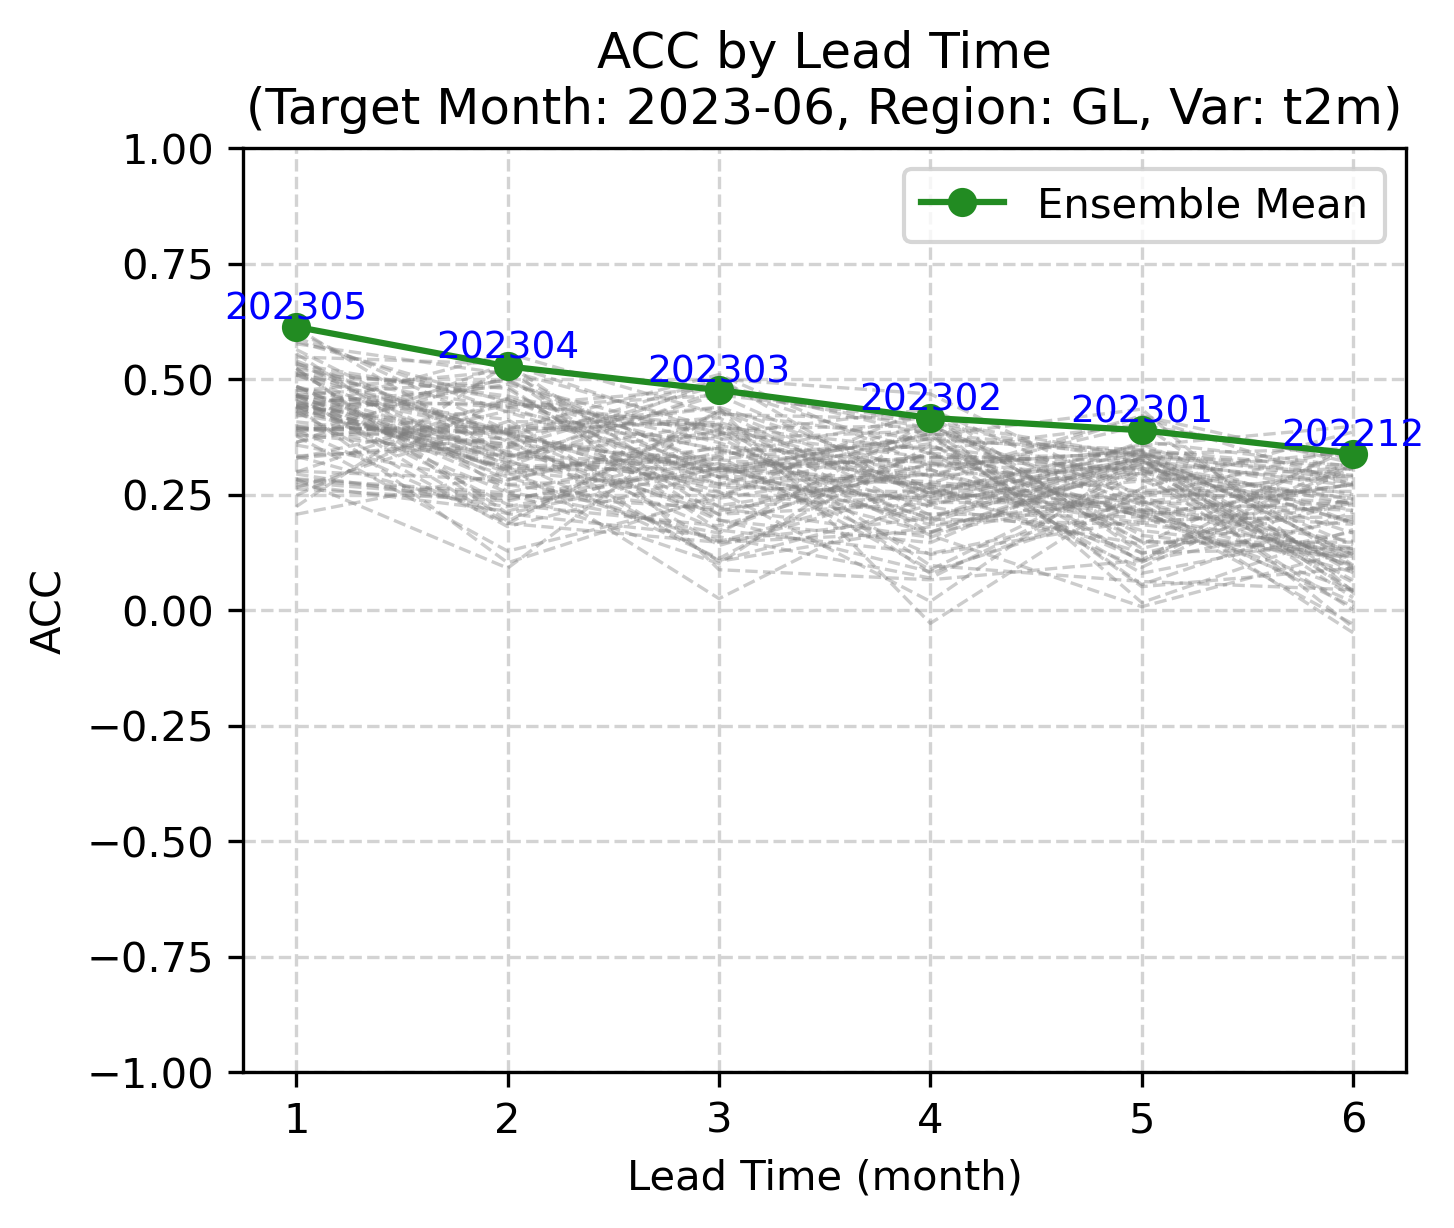 ACC by Lead Time
(Target Month: 2023-06, Region: GL, Var: t2m)
1.00
0.75
0.50
0.25
0.00
−0.25
−0.50
−0.75
−1.00
ACC
Ensemble Mean
202305
202304
202303
202302
202301
202212
1 2 3 4 5 6
Lead Time (month)